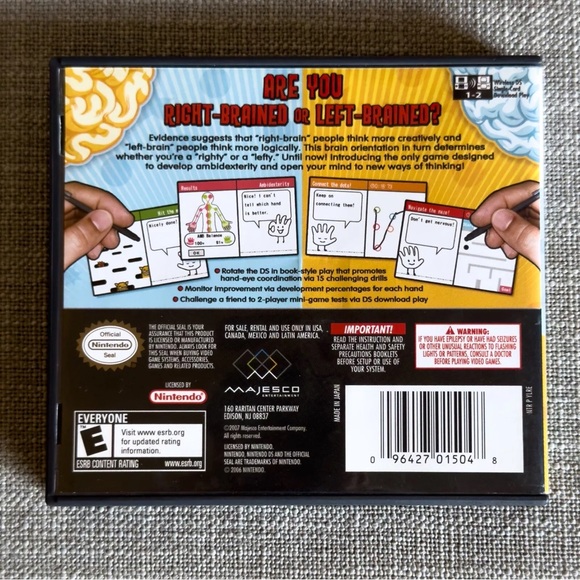 ARE YOU
RIGHT-BRAINED OR LEFT-BRAINED?
1-2
Evidence suggests that "right-brain" people think more creatively and
"left-brain" people think more logically. This brain orientation in turn determines
whether you're a "righty" or a "lefty." Until now! Introducing the only game designed
to develop ambidexterity and open your mind to new ways of thinking!
Nicely done!
Results
Ambidexterity
Nice! I can't
tell which hand
is better.
AMB Balance
OK
Connect the dots!
Keep on
connecting them!
Navigate the maze!
Don't get nervous!
• Rotate the DS in book-style play that promotes
hand-eye coordination via 15 challenging drills
• Monitor improvement via development percentages for each hand
• Challenge a friend to 2-player mini-game tests via DS download play
Official
Nintendo
Seal
THE OFFICIAL SEAL IS YOUR
ASSURANCE THAT THIS PRODUCT
IS LICENSED OR MANUFACTURED
BY NINTENDO. ALWAYS LOOK FOR
THIS SEAL WHEN BUYING VIDEO
GAME SYSTEMS, ACCESSORIES,
GAMES AND RELATED PRODUCTS.
LICENSED BY
Nintendo
EVERYONE
E
Visit www.esrb.org
for updated rating
information.
ESRB CONTENT RATING
www.esrb.org
FOR SALE, RENTAL AND USE ONLY IN USA,
CANADA, MEXICO AND LATIN AMERICA.
MAJESCO
ENTERTAINMENT
160 RARITAN CENTER PARKWAY
EDISON, NJ 08837
©2007 Majesco Entertainment Company.
All rights reserved.
LICENSED BY NINTENDO.
NINTENDO, NINTENDO DS AND THE OFFICIAL
SEAL ARE TRADEMARKS OF NINTENDO.
© 2006 NINTENDO.
IMPORTANT!
READ THE INSTRUCTION AND
SEPARATE HEALTH AND SAFETY
PRECAUTIONS BOOKLETS
BEFORE SETUP OR USE OF
YOUR SYSTEM.
WARNING:
IF YOU HAVE EPILEPSY OR HAVE HAD SEIZURES
OR OTHER UNUSUAL REACTIONS TO FLASHING
LIGHTS OR PATTERNS, CONSULT A DOCTOR
BEFORE PLAYING VIDEO GAMES.
MADE IN JAPAN
0 96427 01504 8